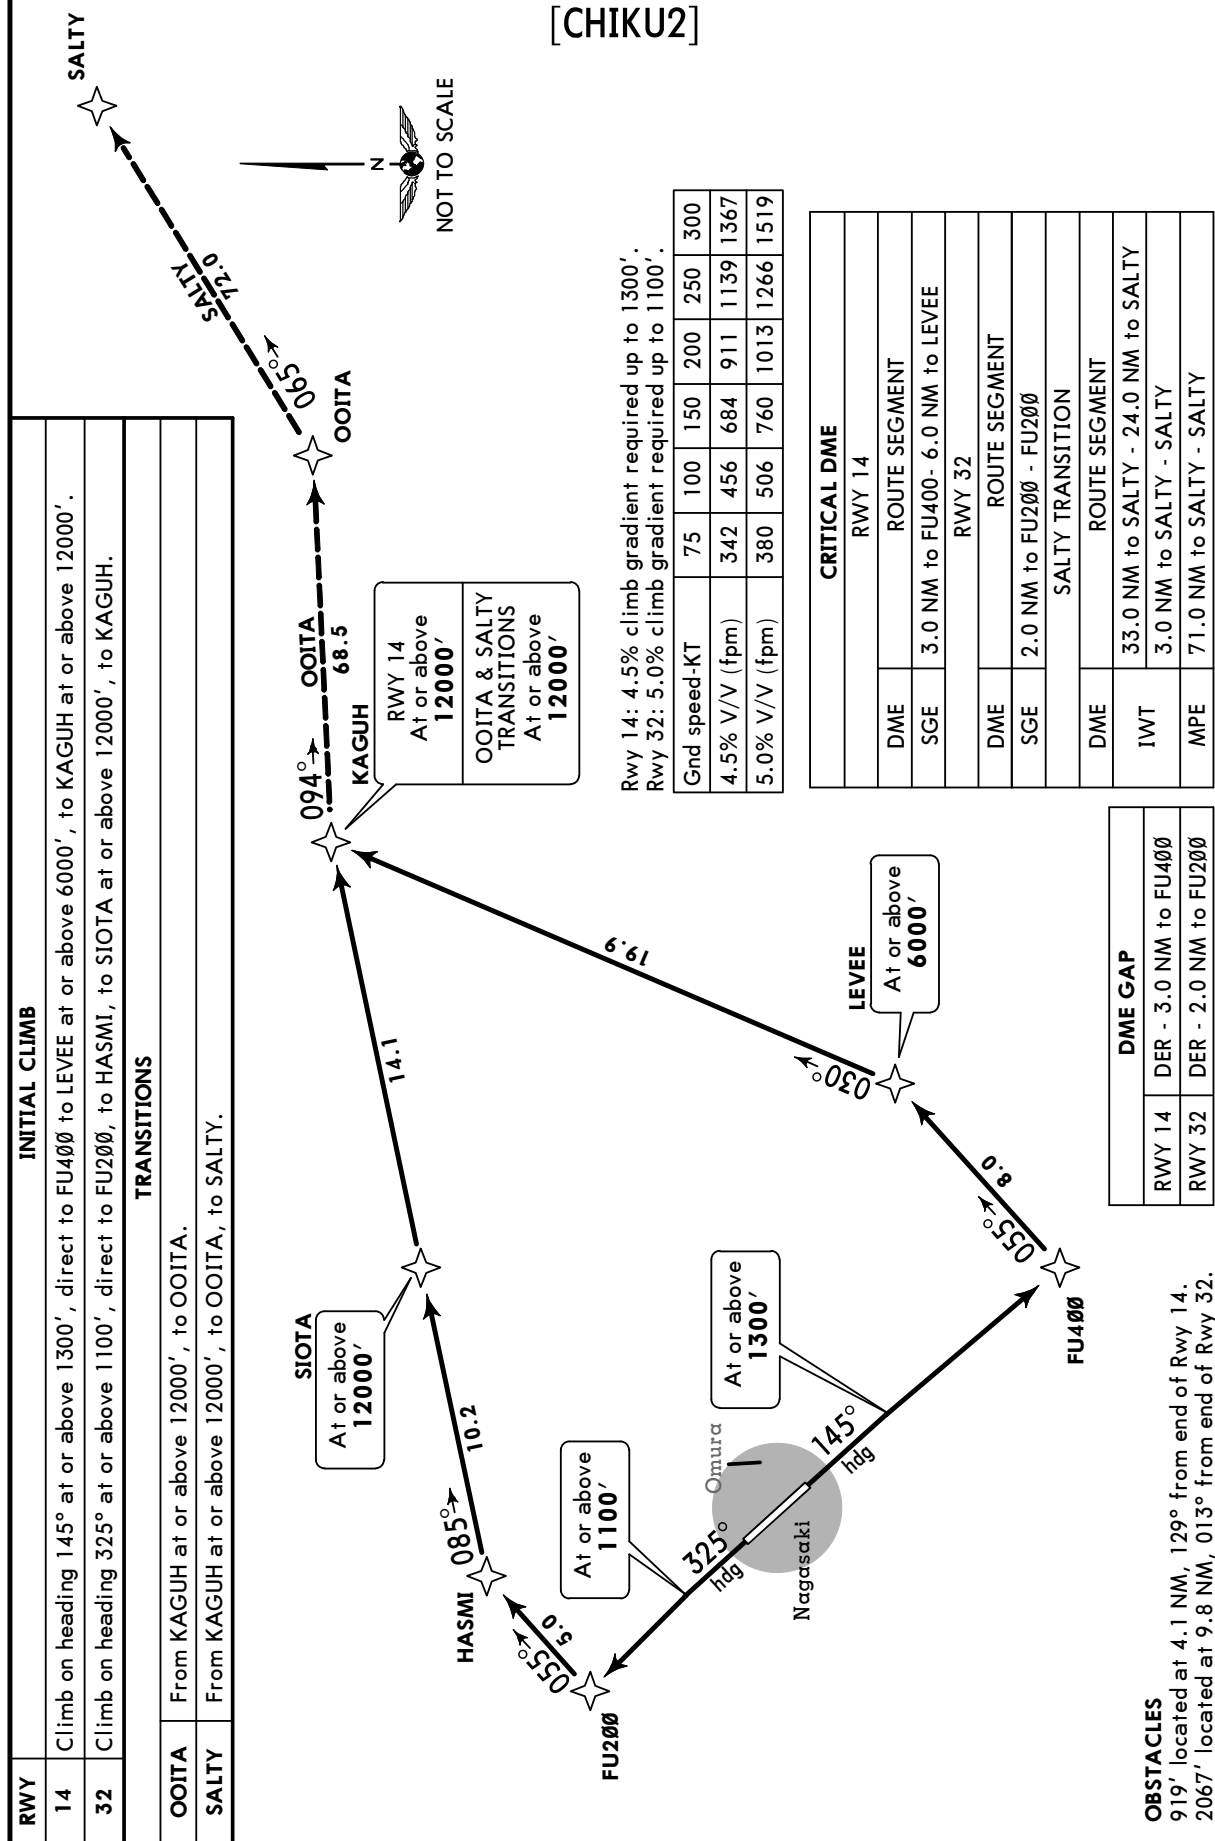 [CHIKU2]
RWY
INITIAL CLIMB
14
Climb on heading 145° at or above 1300', direct to FU4ØØ to LEVEE at or above 6000', to KAGUH at or above 12000'.
32
Climb on heading 325° at or above 1100', direct to FU2ØØ, to HASMI, to SIOTA at or above 12000', to KAGUH.
TRANSITIONS
OOITA
From KAGUH at or above 12000', to OOITA.
SALTY
From KAGUH at or above 12000', to OOITA, to SALTY.
SALTY
SALTY
72.0
065°
OOITA
OOITA
68.5
094°
KAGUH
RWY 14
At or above
12000'
OOITA & SALTY
TRANSITIONS
At or above
12000'
N
NOT TO SCALE
14.1
19.9
SIOTA
At or above
12000'
10.2
085°
HASMI
5.0
055°
FU2ØØ
At or above
1100'
325°
hdg
Omura
Nagasaki
145°
hdg
At or above
1300'
FU4ØØ
055°
8.0
LEVEE
At or above
6000'
030°
Rwy 14: 4.5% climb gradient required up to 1300'.
Rwy 32: 5.0% climb gradient required up to 1100'.
Gnd speed-KT 75 100 150 200 250 300
4.5% V/V (fpm) 342 456 684 911 1139 1367
5.0% V/V (fpm) 380 506 760 1013 1266 1519
CRITICAL DME
RWY 14
DME ROUTE SEGMENT
SGE 3.0 NM to FU400- 6.0 NM to LEVEE
RWY 32
DME ROUTE SEGMENT
SGE 2.0 NM to FU2ØØ - FU2ØØ
SALTY TRANSITION
DME ROUTE SEGMENT
IWT 33.0 NM to SALTY - 24.0 NM to SALTY
3.0 NM to SALTY - SALTY
MPE 71.0 NM to SALTY - SALTY
DME GAP
RWY 14 DER - 3.0 NM to FU4ØØ
RWY 32 DER - 2.0 NM to FU2ØØ
OBSTACLES
919' located at 4.1 NM, 129° from end of Rwy 14.
2067' located at 9.8 NM, 013° from end of Rwy 32.